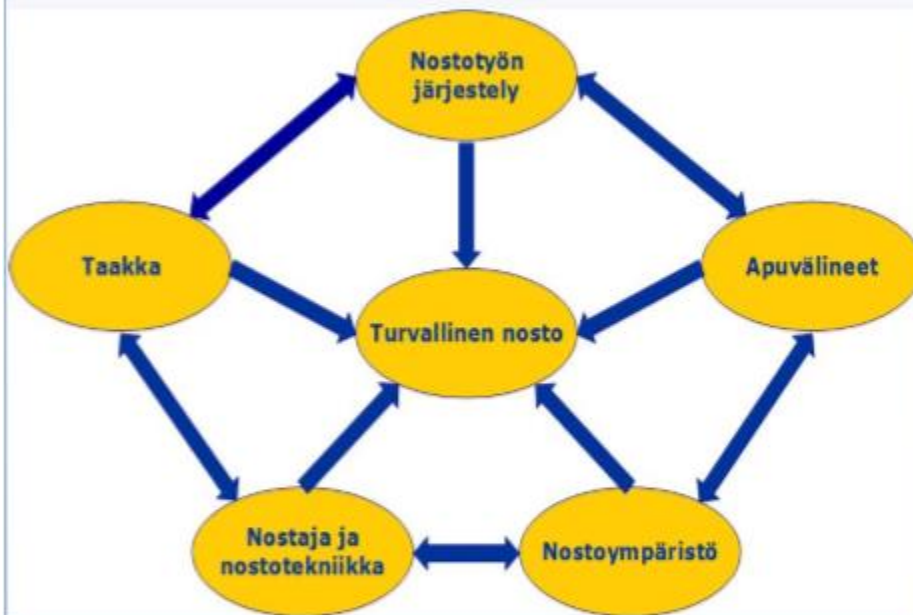 Nostotyön
järjestely
Taakka
Apuvälineet
Turvallinen nosto
Nostaja ja
nostotekniikka
Nostoympäristö